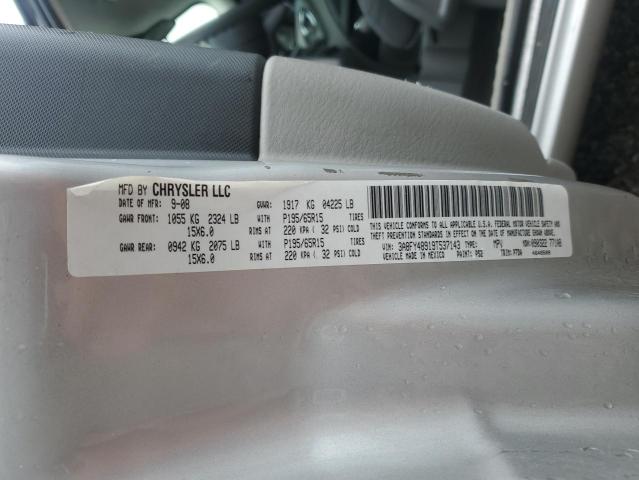 MFD BY CHRYSLER LLC GVWR: 1917 KG 04225 LB
DATE OF MFR: 9-08
GAWR FRONT: 1055 KG 2324 LB WITH P195/65R15 TIRES
15X6.0 RIMS AT 220 KPA ( 32 PSI) COLD
GAWR REAR: 0942 KG 2075 LB WITH P195/65R15 TIRES
15X6.0 RIMS AT 220 KPA ( 32 PSI) COLD
THIS VEHICLE CONFORMS TO ALL APPLICABLE U.S.A. FEDERAL MOTOR VEHICLE SAFETY AND
THEFT PREVENTION STANDARDS IN EFFECT ON THE DATE OF MANUFACTURE SHOWN ABOVE.
VIN: 3A8FY48919T537143 TYPE: MPV MDH:
VEHICLE MADE IN MEXICO PAINT: PS2 TRIM: